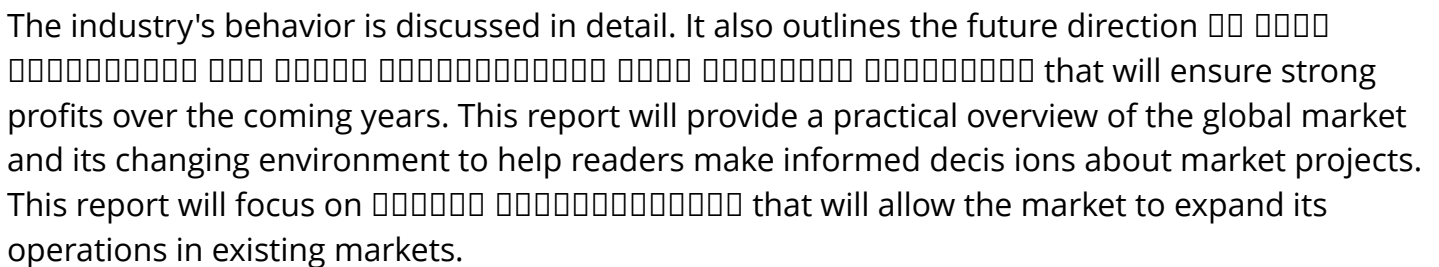 The industry's behavior is discussed in detail. It also outlines the future direction
that will ensure strong
profits over the coming years. This report will provide a practical overview of the global market
and its changing environment to help readers make informed decis ions about market projects.
This report will focus on that will allow the market to expand its
operations in existing markets.